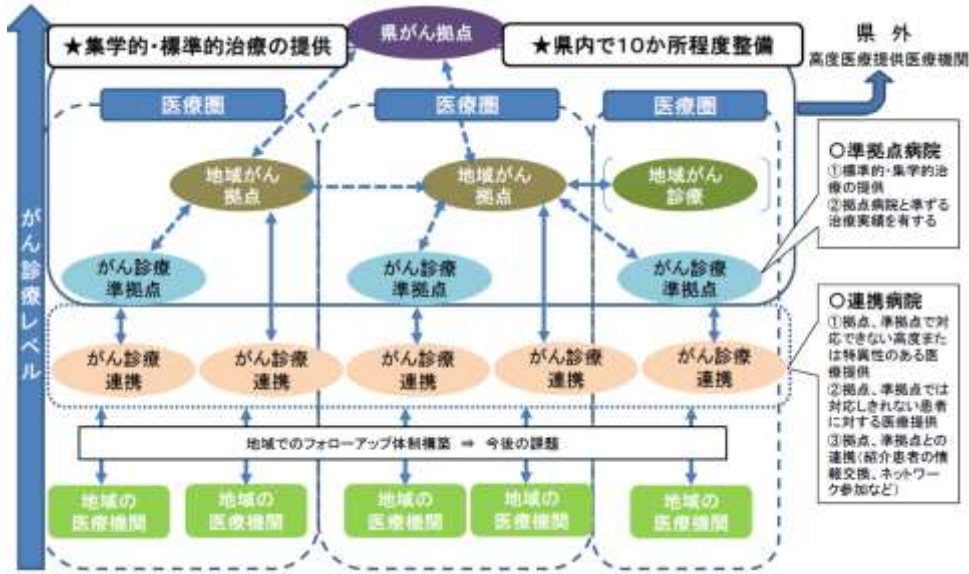 県がん拠点
★集学的・標準的治療の提供
★県内で10か所程度整備
県　外
高度医療提供医療機関
医療圏
医療圏
医療圏
がん診療レベル
地域がん
拠点
地域がん
拠点
地域がん
診療
○準拠点病院
①標準的・集学的治
療の提供
②拠点病院と準ずる
治療実績を有する
がん診療
準拠点
がん診療
準拠点
がん診療
準拠点
○連携病院
①拠点、準拠点で対
応できない高度また
は特異性のある医
療提供
②拠点、準拠点では
対応しきれない患者
に対する医療提供
③拠点、準拠点との
連携(紹介患者の情
報交換、ネットワー
ク参加など)
がん診療
連携
がん診療
連携
がん診療
連携
がん診療
連携
がん診療
連携
地域でのフォローアップ体制構築 ⇒ 今後の課題
地域の
医療機関
地域の
医療機関
地域の
医療機関
地域の
医療機関
地域の
医療機関